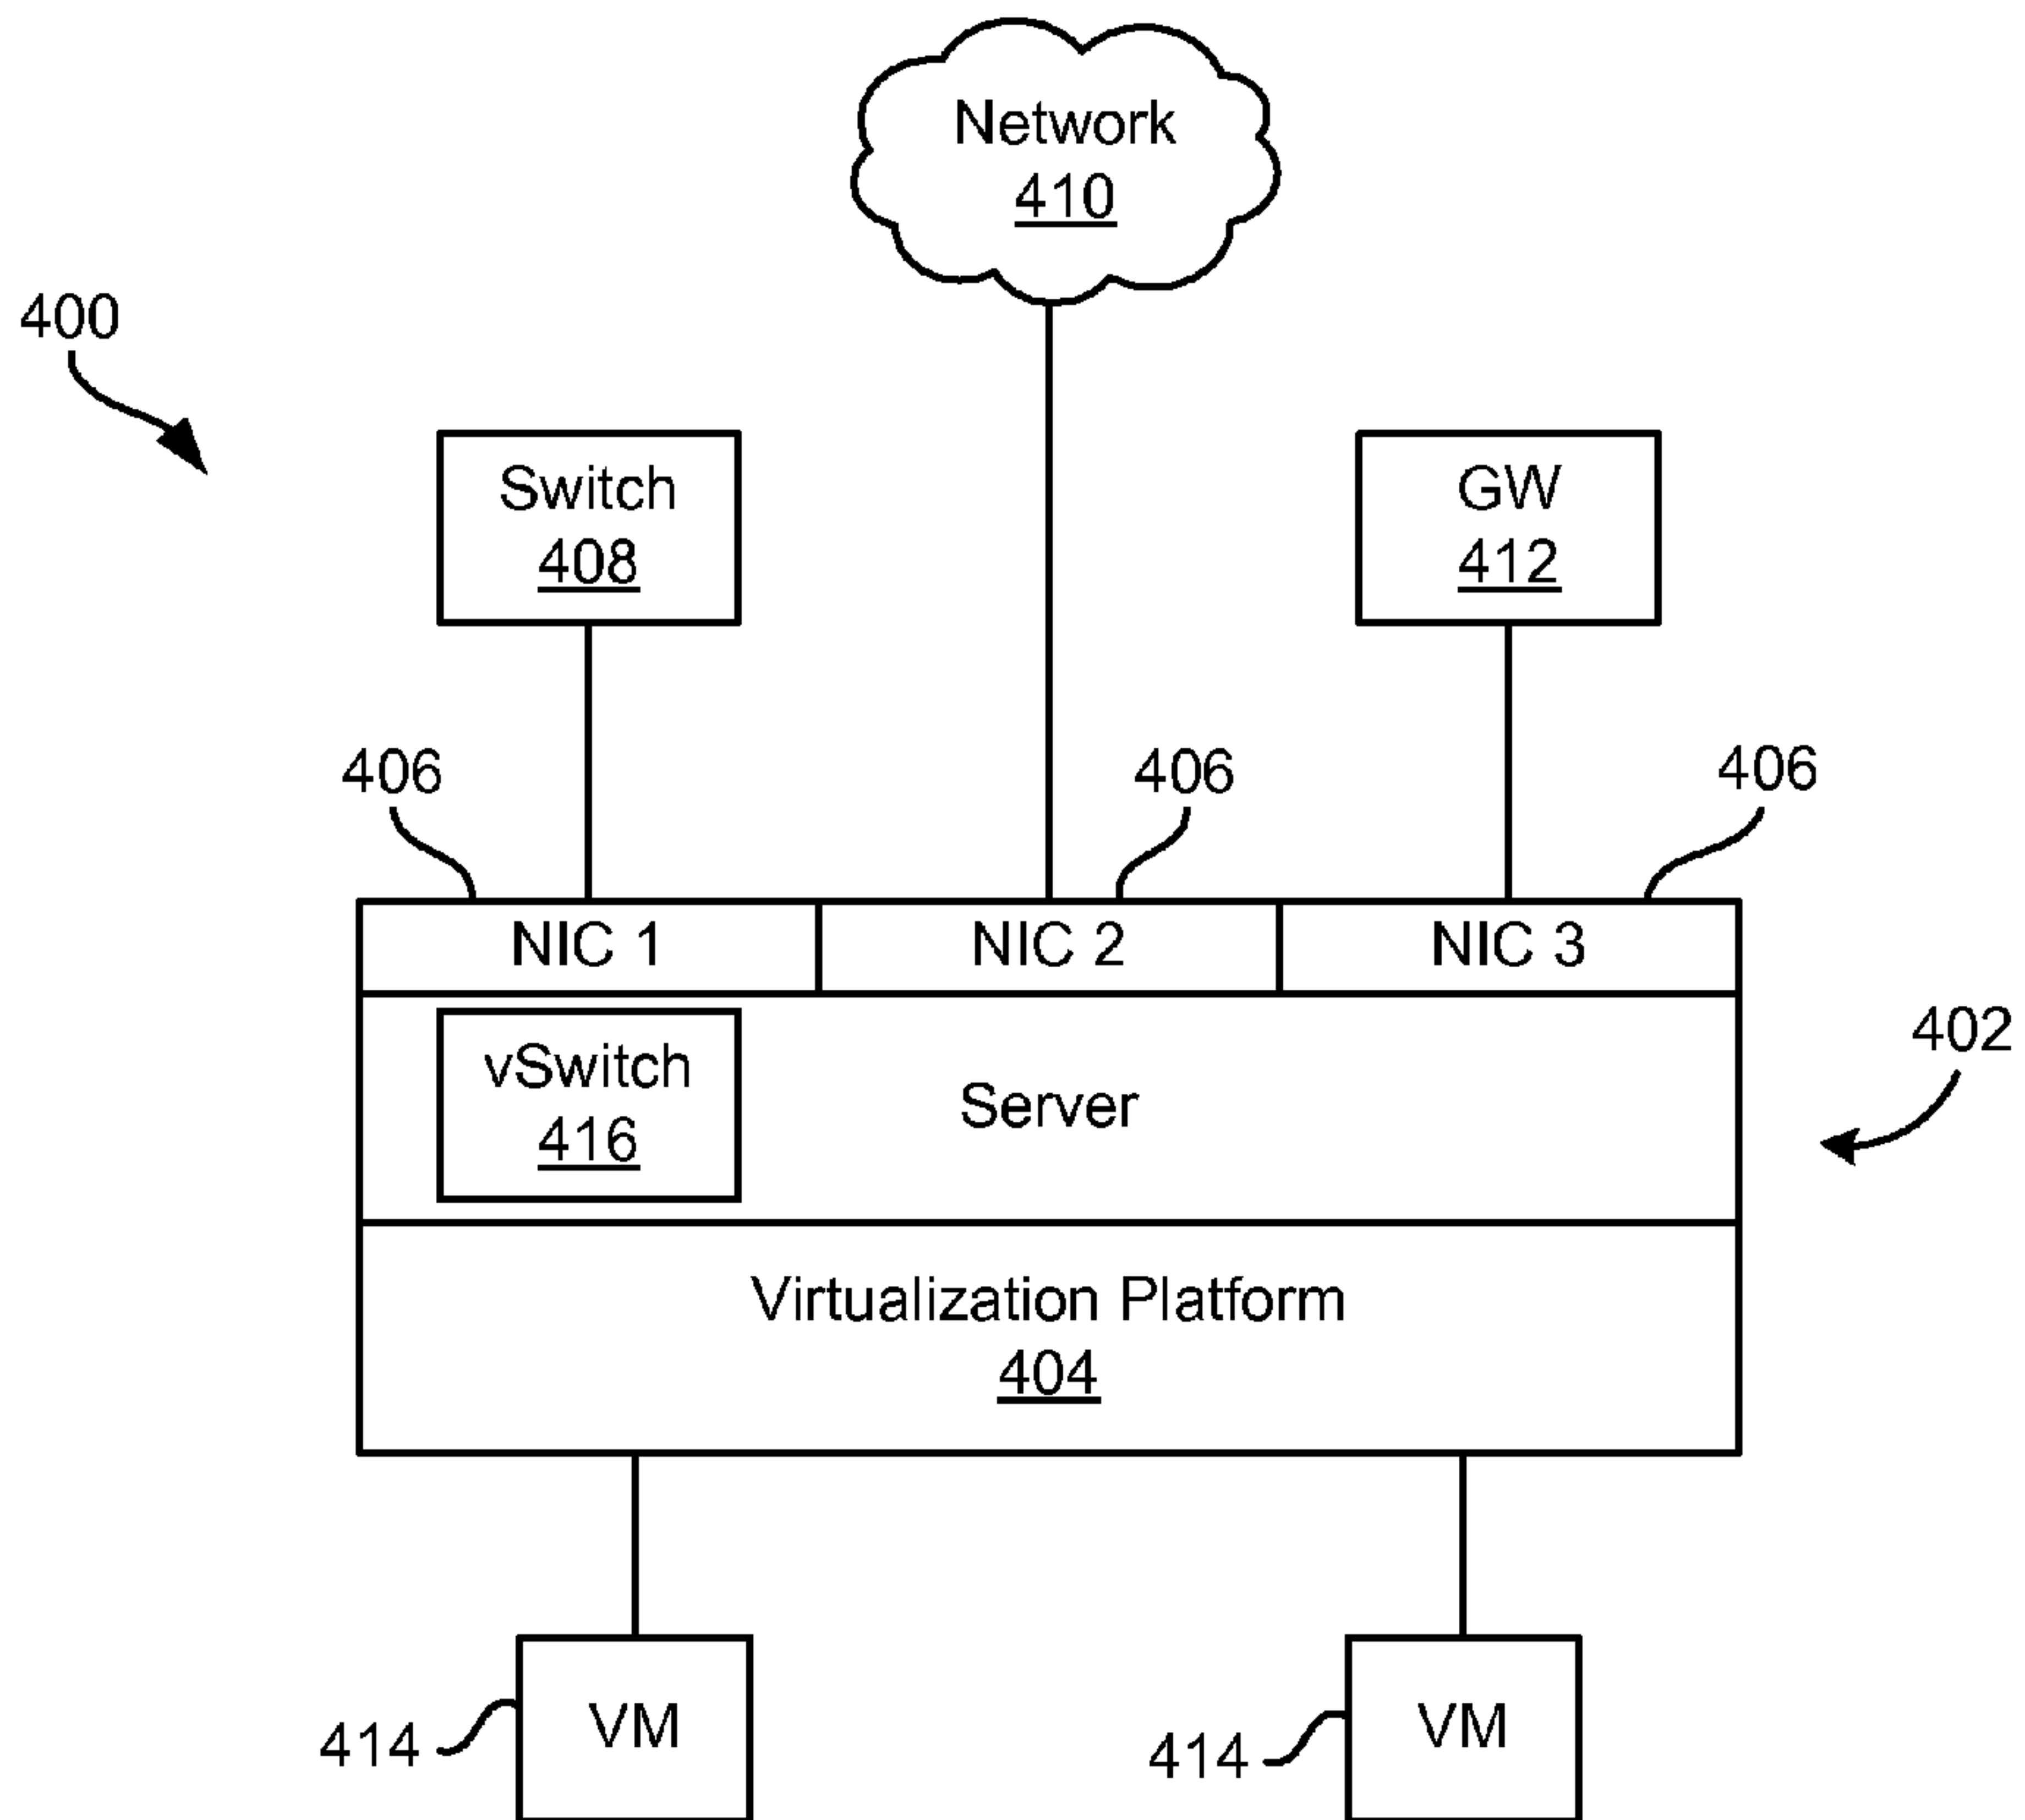 Network
410
400
Switch
408
GW
412
406
406
406
NIC 1
NIC 2
NIC 3
vSwitch
416
Server
402
Virtualization Platform
404
414
VM
414
VM